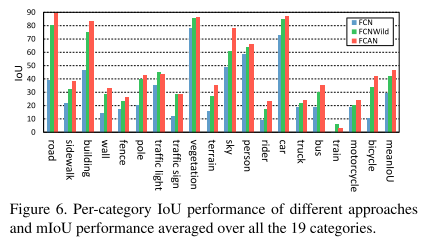 90
80
70
60
50
40
30
20
10
0
IoU
FCN
FCNWild
FCAN
road
sidewalk
building
wall
fence
pole
traffic light
traffic sign
vegetation
terrain
sky
person
rider
car
truck
bus
train
motorcycle
bicycle
meanIoU
Figure 6. Per-category IoU performance of different approaches
and mIoU performance averaged over all the 19 categories.